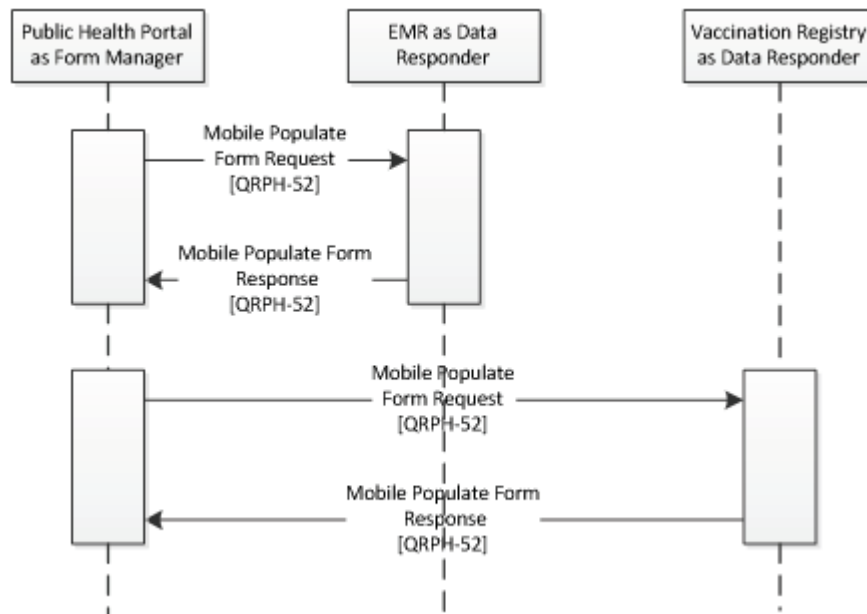 Public Health Portal
as Form Manager
EMR as Data
Responder
Vaccination Registry
as Data Responder
Mobile Populate
Form Request
[QRPH-52]
Mobile Populate Form
Response
[QRPH-52]
Mobile Populate
Form Request
[QRPH-52]
Mobile Populate Form
Response
[QRPH-52]